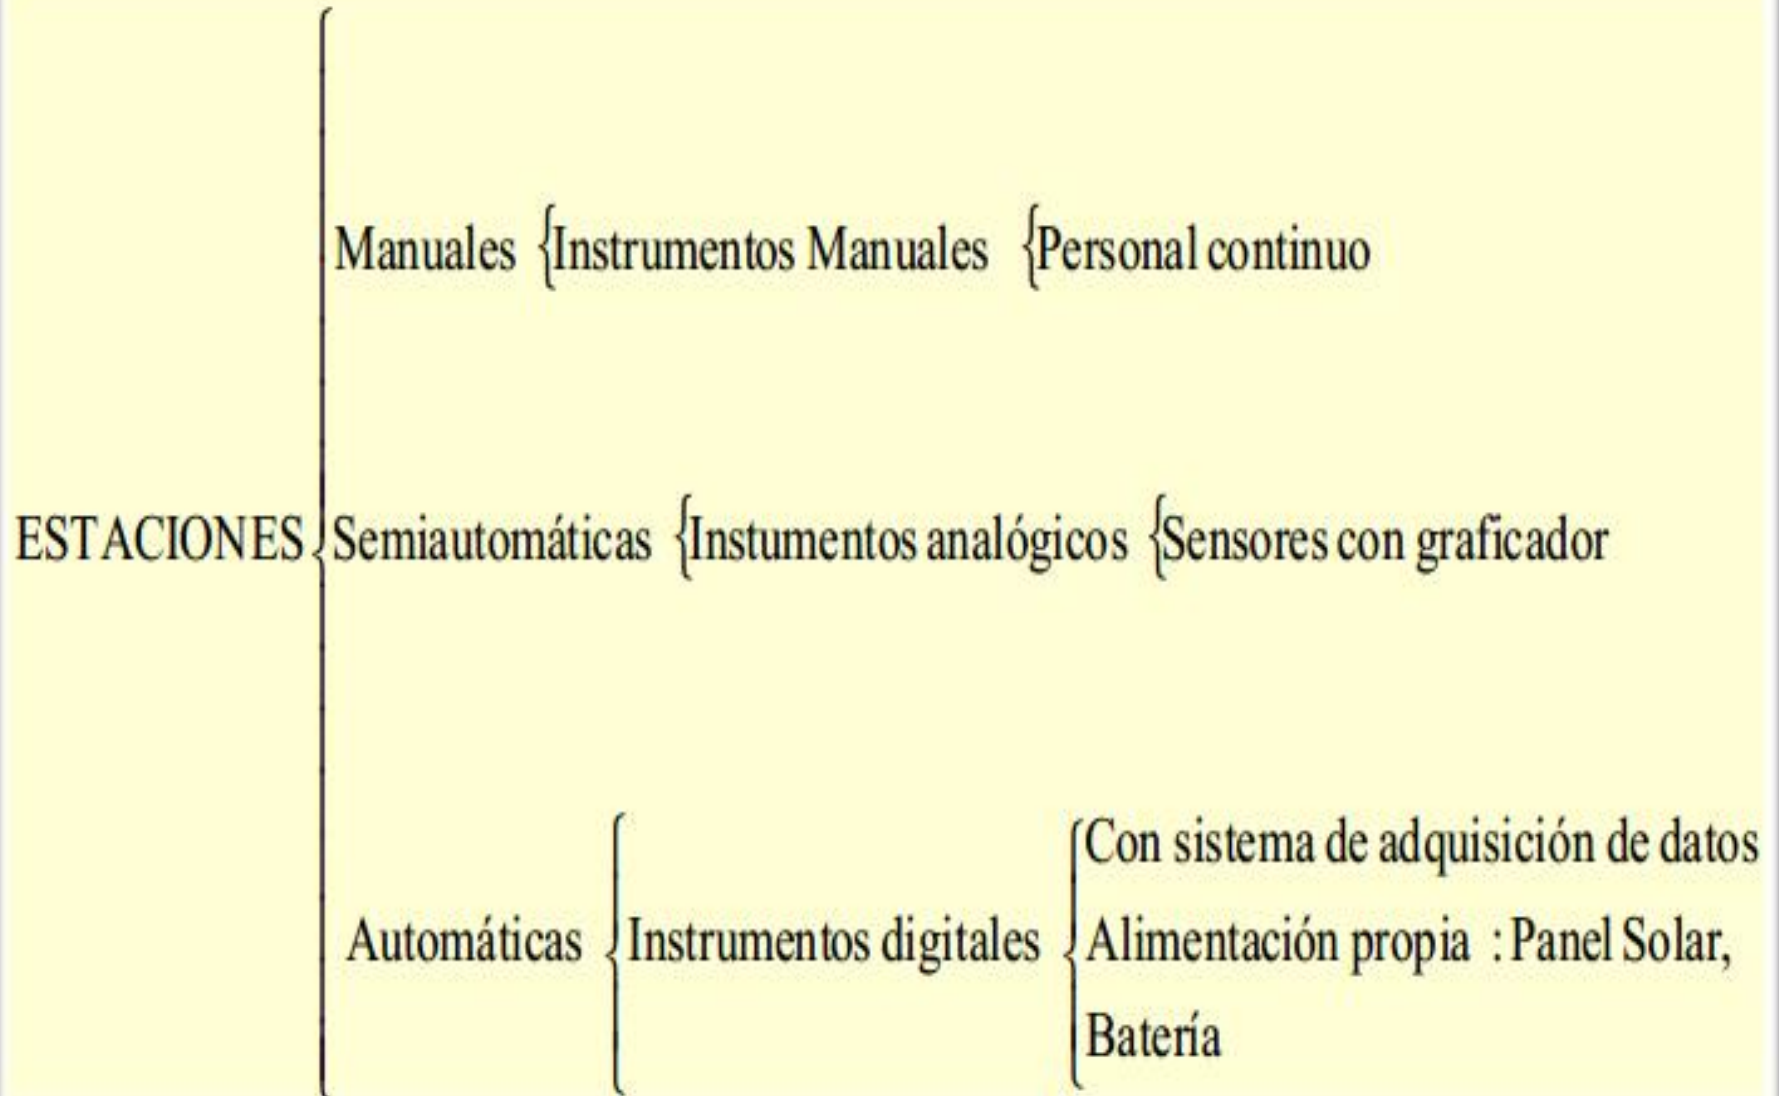 Manuales {Instrumentos Manuales {Personal continuo
ESTACIONES {Semiautomáticas {Instumentos analógicos {Sensores con graficador
Con sistema de adquisición de datos
Automáticas {Instrumentos digitales {Alimentación propia : Panel Solar,
Batería